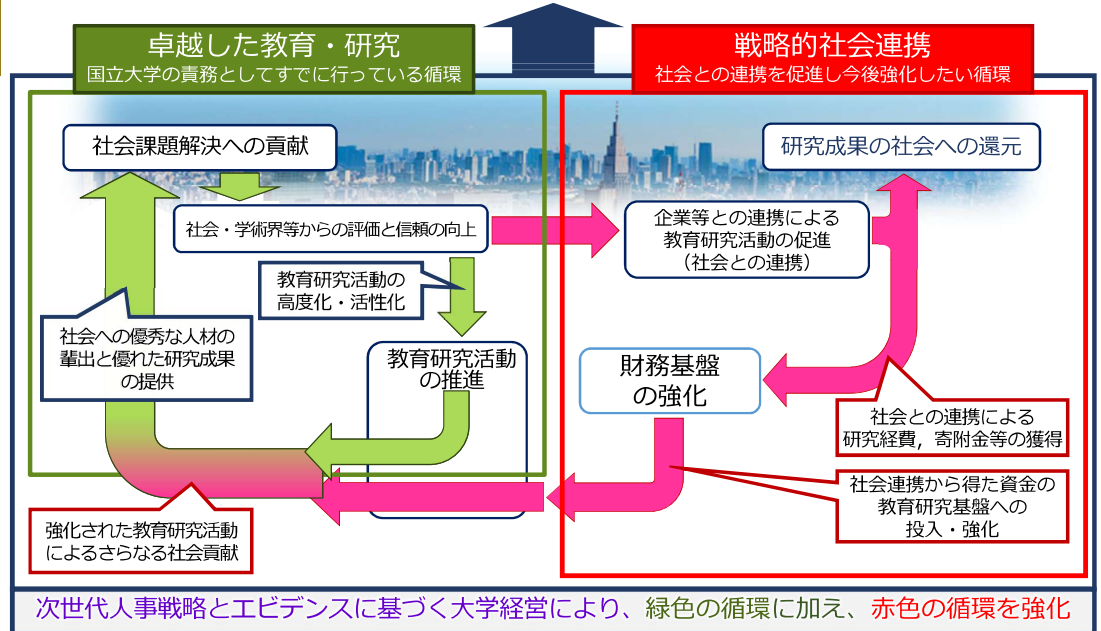 卓越した教育・研究
国立大学の責務としてすでに行っている循環
戦略的社会連携
社会との連携を促進し今後強化したい循環
社会課題解決への貢献
研究成果の社会への還元
社会・学術界等からの評価と信頼の向上
企業等との連携による
教育研究活動の促進
（社会との連携）
教育研究活動の
高度化・活性化
社会への優秀な人材の
輩出と優れた研究成果
の提供
教育研究活動
の推進
財務基盤
の強化
社会との連携による
研究経費，寄附金等の獲得
社会連携から得た資金の
教育研究基盤への
投入・強化
強化された教育研究活動
によるさらなる社会貢献
次世代人事戦略とエビデンスに基づく大学経営により、緑色の循環に加え、赤色の循環を強化